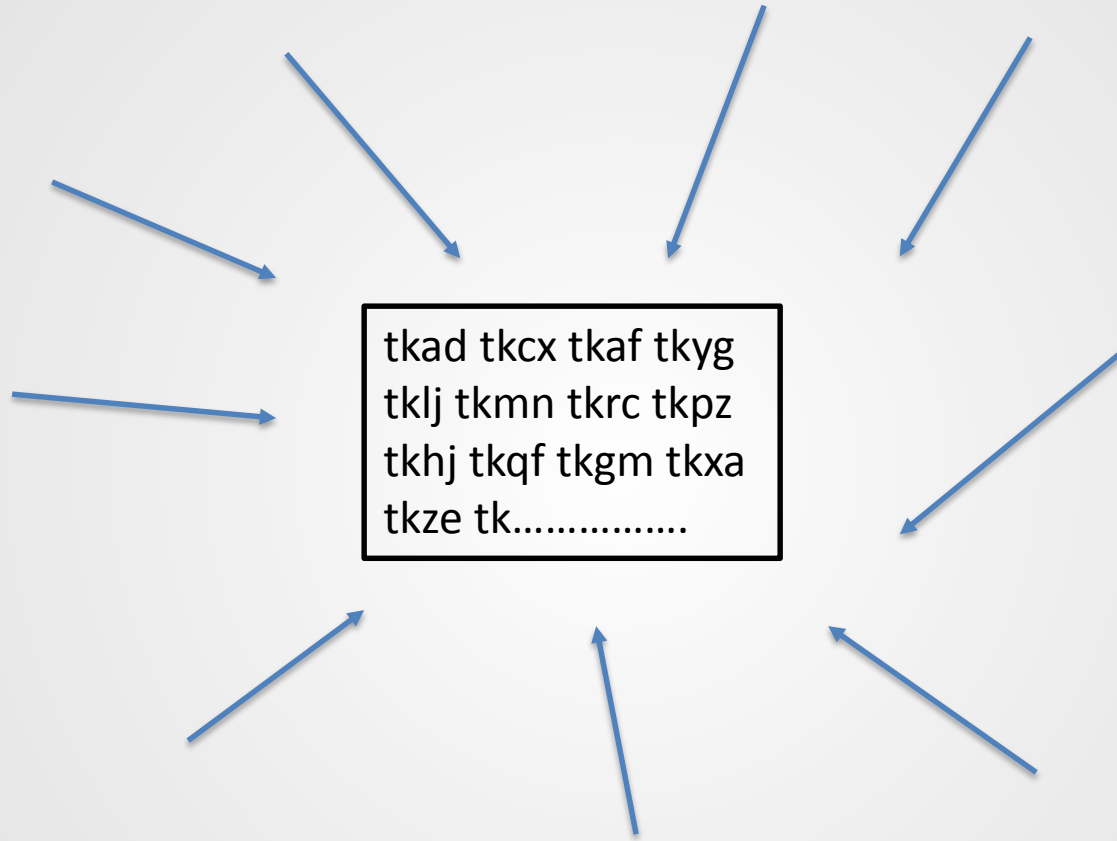 tkad tkcx tkaf tkyg
tklj tkmn tkrc tkpz
tkhj tkqf tkgm tkxa
tkze tk…………….